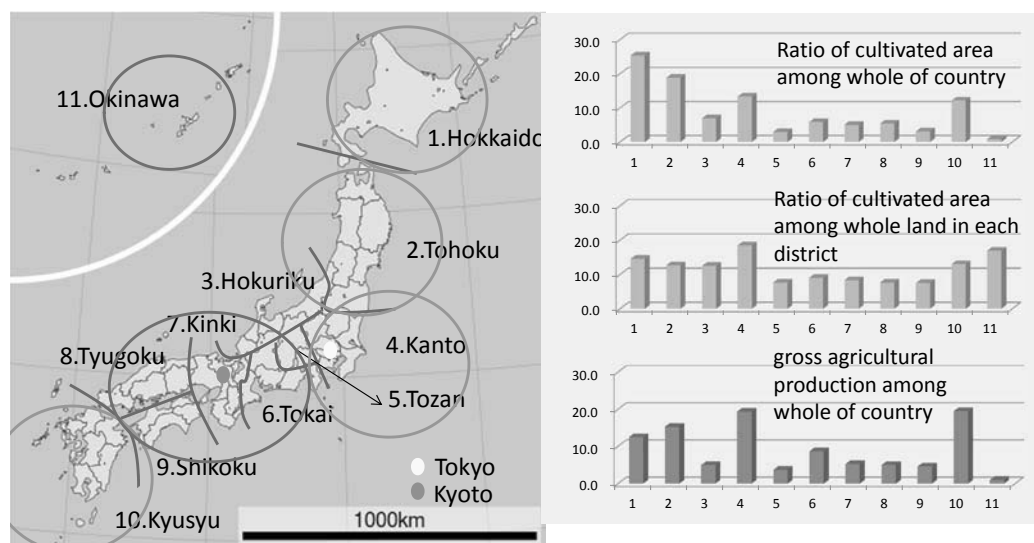 11.Okinawa
1.Hokkaido
2.Tohoku
3.Hokuriku
7.Kinki
4.Kanto
8.Tyugoku
5.Tozan
6.Tokai
9.Shikoku
Tokyo
Kyoto
10.Kyusyu
1000km
Ratio of cultivated area
among whole of country
30.0
20.0
10.0
0.0
1 2 3 4 5 6 7 8 9 10 11
Ratio of cultivated area
among whole land in each
district
30.0
20.0
10.0
0.0
1 2 3 4 5 6 7 8 9 10 11
gross agricultural
production among
whole of country
30.0
20.0
10.0
0.0
1 2 3 4 5 6 7 8 9 10 11